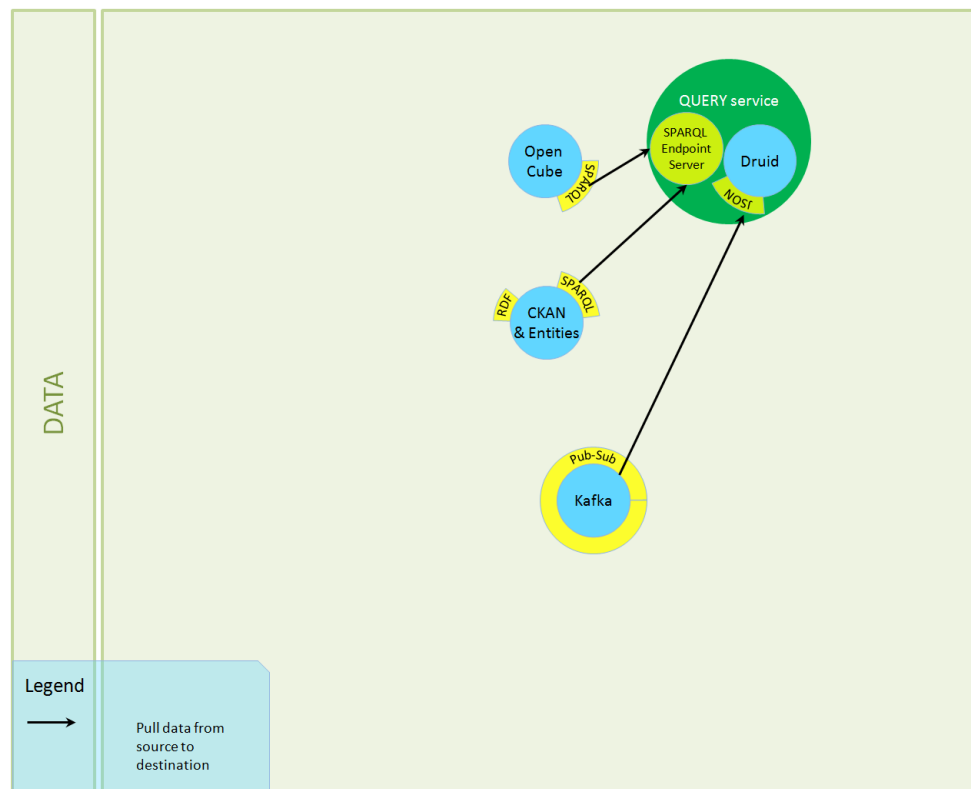 QUERY service
SPARQL
Endpoint
Server
Druid
JSON
Open
Cube
SPARQL
RDF
SPARQL
CKAN
& Entities
Pub-Sub
Kafka
DATA
Legend
Pull data from
source to
destination